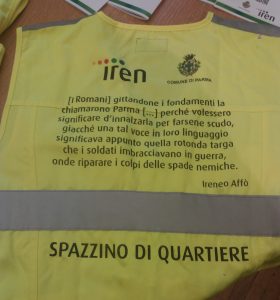 iren
COMUNE DI PARMA
[I Romani] gittandone i fondamenti la
chiamarono Parma [...] perché volessero
significare d'innalzarla per farsene scudo,
giacché una tal voce in loro linguaggio
significava appunto quella rotonda targa
che i soldati imbracciavano in guerra,
onde riparare i colpi delle spade nemiche.
Ireneo Affò
SPAZZINO DI QUARTIERE